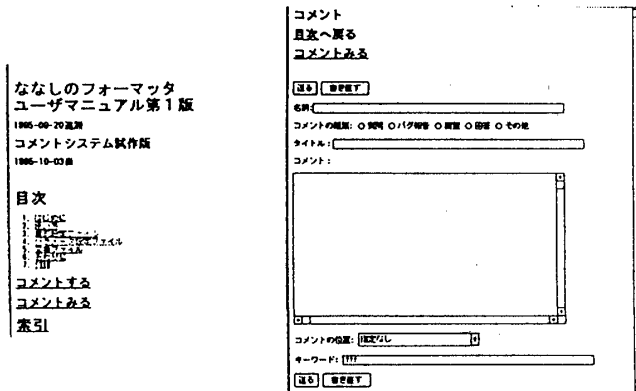 ななしのフォーマッタ
ユーザマニュアル第1版
コメントシステム試作版
目次
1. はじめに
コメントする
コメントみる
索引
コメント
目次へ戻る
コメントみる
送る 書き直す
名前:
コメントの種類: 質問 バグ報告 要望 回答 その他
タイトル:
コメント:
コメントの位置: 指定なし
キーワード: ???
送る 書き直す